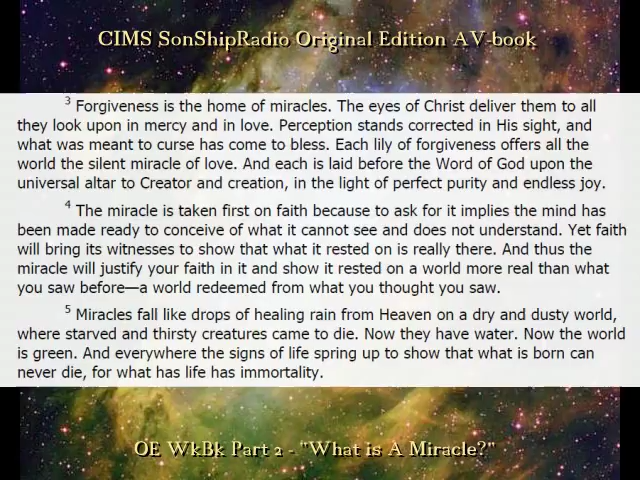 CIMS SonShipRadio Original Edition AV-book
3 Forgiveness is the home of miracles. The eyes of Christ deliver them to all
they look upon in mercy and in love. Perception stands corrected in His sight, and
what was meant to curse has come to bless. Each lily of forgiveness offers all the
world the silent miracle of love. And each is laid before the Word of God upon the
universal altar to Creator and creation, in the light of perfect purity and endless joy.
4 The miracle is taken first on faith because to ask for it implies the mind has
been made ready to conceive of what it cannot see and does not understand. Yet faith
will bring its witnesses to show that what it rested on is really there. And thus the
miracle will justify your faith in it and show it rested on a world more real than what
you saw before—a world redeemed from what you thought you saw.
5 Miracles fall like drops of healing rain from Heaven on a dry and dusty world,
where starved and thirsty creatures came to die. Now they have water. Now the world
is green. And everywhere the signs of life spring up to show that what is born can
never die, for what has life has immortality.
OE WkBk Part 2 - "What is A Miracle?"